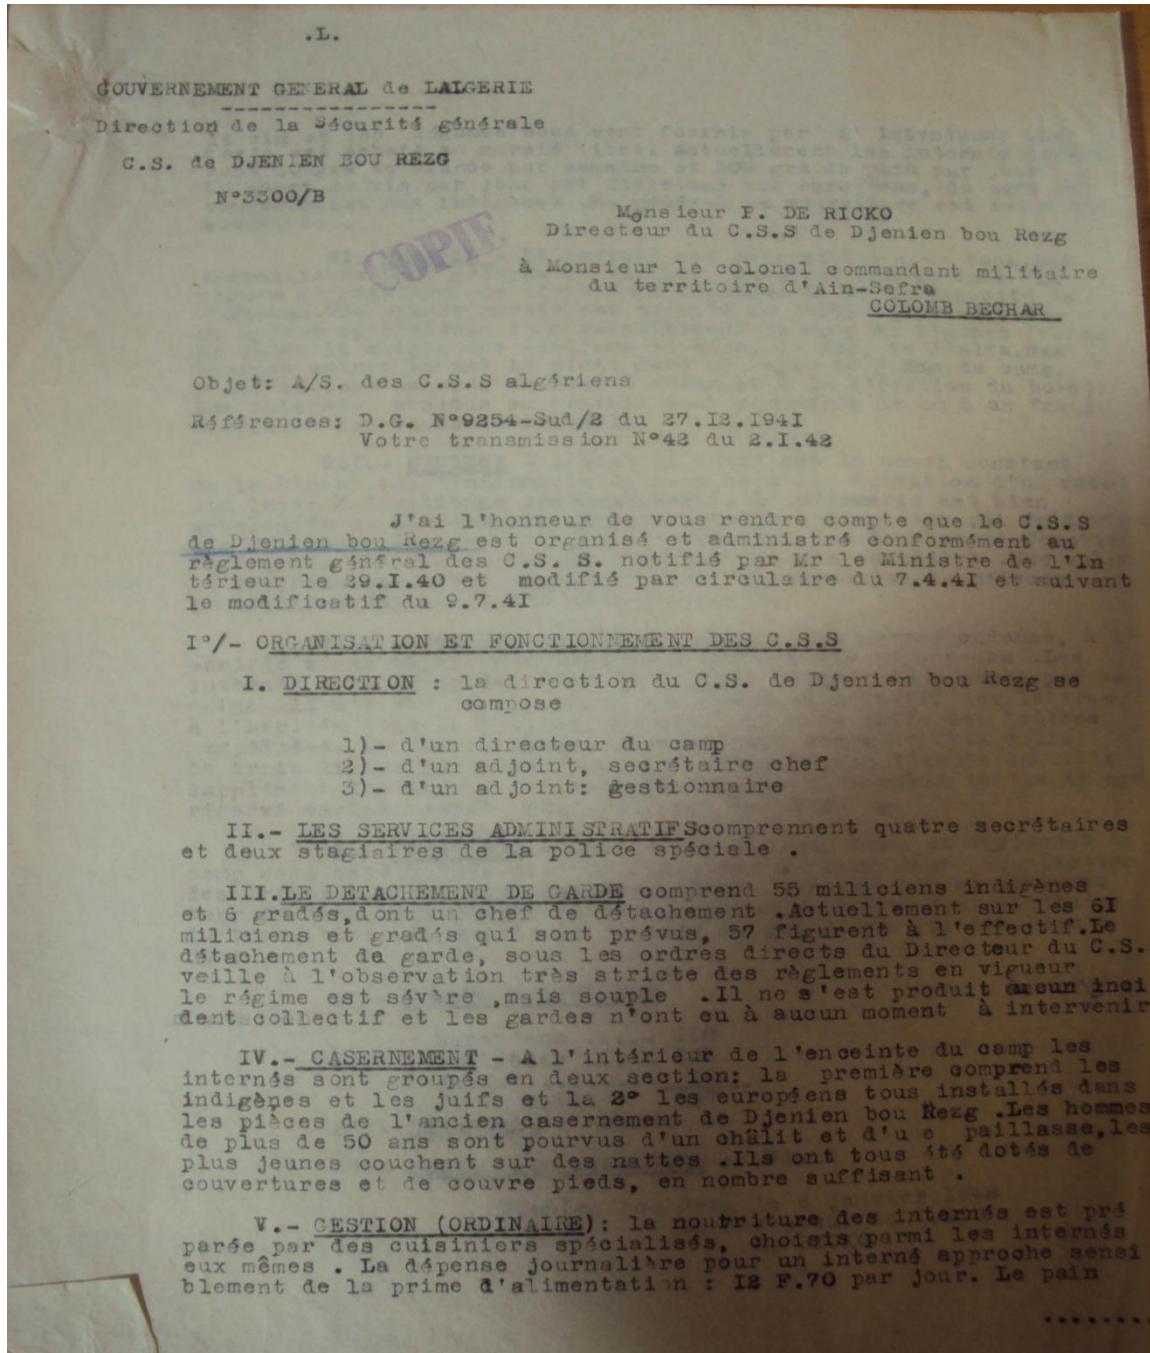 .L.
GOUVERNEMENT GENERAL de LALGERIE
Direction de la Sécurité générale
C.S. de DJENIEN BOU REZG
N°3300/B
COPIE
Monsieur P. DE RICKO
Directeur du C.S.S de Djenien bou Rezg
à Monsieur le colonel commandant militaire
du territoire d'Ain-Sefra
COLOMB BECHAR
Objet: A/S. des C.S.S algériens
Références: D.G. N°9254-Sud/2 du 27.I2.I94I
Votre transmission N°42 du 2.I.42
J'ai l'honneur de vous rendre compte que le C.S.S
de Djenien bou Rezg est organisé et administré conformément au
règlement général des C.S. S. notifié par Mr le Ministre de l'In
térieur le 29.I.40 et modifié par circulaire du 7.4.4I et suivant
le modificatif du 9.7.4I
I°/- ORGANISATION ET FONCTIONNEMENT DES C.S.S
I. DIRECTION : la direction du C.S. de Djenien bou Rezg se
compose
1)- d'un directeur du camp
2)- d'un adjoint, secrétaire chef
3)- d'un adjoint: gestionnaire
II.- LES SERVICES ADMINISTRATIFScomprennent quatre secrétaires
et deux stagiaires de la police spéciale .
III.LE DETACHEMENT DE GARDE comprend 55 miliciens indigènes
et 6 gradés,dont un chef de détachement .Actuellement sur les 6I
miliciens et gradés qui sont prévus, 57 figurent à l'effectif.Le
détachement de garde, sous les ordres directs du Directeur du C.S.
veille à l'observation très stricte des règlements en vigueur
le régime est sévère ,mais souple .Il ne s'est produit aucun inci
dent collectif et les gardes n'ont eu à aucun moment à intervenir
IV.- CASERNEMENT - A l'intérieur de l'enceinte du camp les
internés sont groupés en deux section: la première comprend les
indigènes et les juifs et la 2° les européens tous installés dans
les pièces de l'ancien casernement de Djenien bou Rezg .Les hommes
de plus de 50 ans sont pourvus d'un châlit et d'u e paillasse,les
plus jeunes couchent sur des nattes .Ils ont tous été dotés de
couvertures et de couvre pieds, en nombre suffisant .
V.- GESTION (ORDINAIRE): la nourriture des internés est pré
parée par des cuisiniers spécialisés, choisis parmi les internés
eux mêmes . La dépense journalière pour un interné approche sensi
blement de la prime d'alimentation : I2 F.70 par jour. Le pain
........